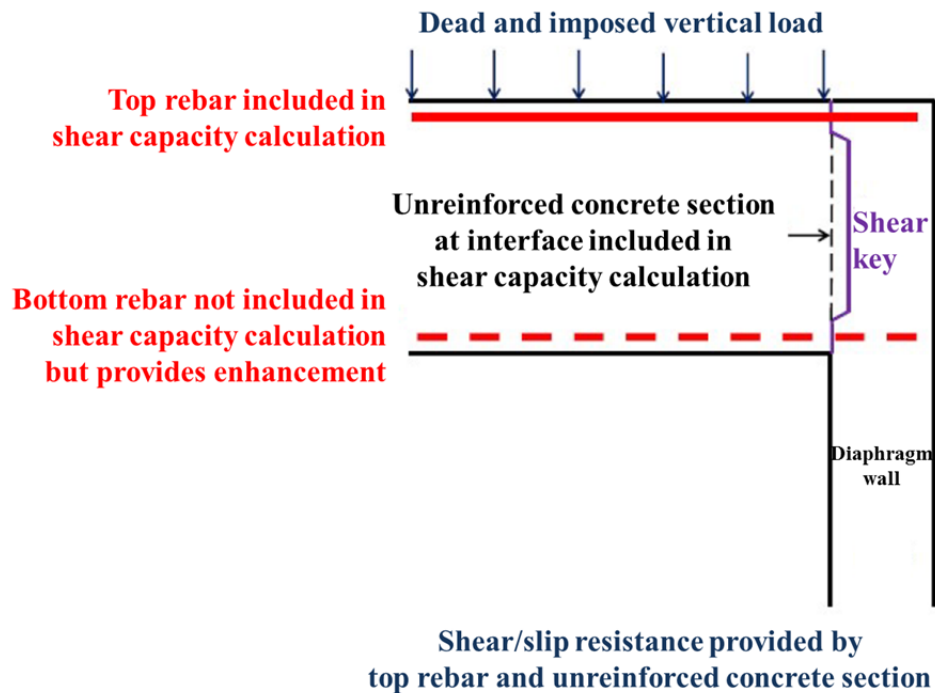 Dead and imposed vertical load
Top rebar included in
shear capacity calculation
Unreinforced concrete section
at interface included in
shear capacity calculation
Shear
key
Bottom rebar not included in
shear capacity calculation
but provides enhancement
Diaphragm
wall
Shear/slip resistance provided by
top rebar and unreinforced concrete section